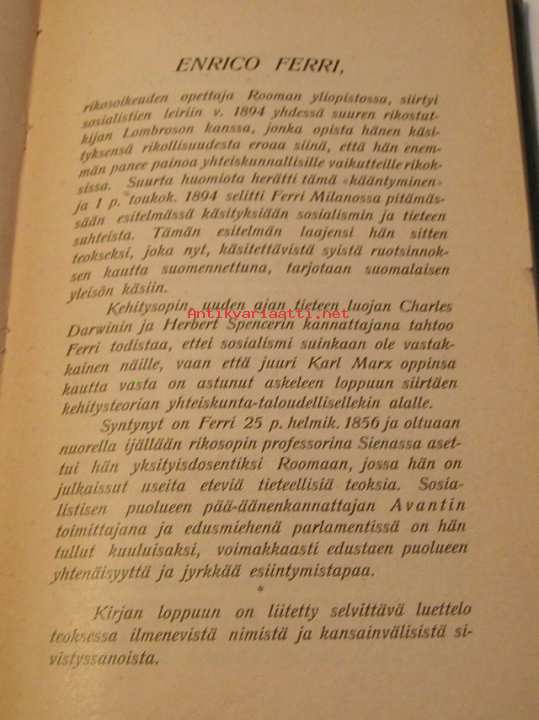 ENRICO FERRI,
rikosoikeuden opettaja Rooman yliopistossa, siirtyi
sosialistien leiriin v. 1894 yhdessä suuren rikostut-
kijan Lombroson kanssa, jonka opista hänen käsi-
tyksensä rikollisuudesta eroaa siinä, että hän enem-
män panee painoa yhteiskunnallisille vaikutteille rikok-
sissa. Suurta huomiota herätti tämä «kääntyminen»
ja 1 p. toukok. 1894 selitti Ferri Milanossa pitämäs-
sään esitelmässä käsityksiään sosialismin ja tieteen
suhteista. Tämän esitelmän laajensi hän sitten
teokseksi, joka nyt, käsitettävistä syistä ruotsinnok-
sen kautta suomennettuna, tarjotaan suomalaisen
yleisön käsiin.
Kehitysopin, uuden ajan tieteen luojan Charles
Antikvariaatti.net
Darwinin ja Herbert Spencerin kannattajana tahtoo
Ferri todistaa, ettei sosialismi suinkaan ole vastak-
kainen näille, vaan että juuri Karl Marx oppinsa
kautta vasta on astunut askeleen loppuun siirtäen
kehitysteorian yhteiskunta-taloudellisellekin alalle.
Syntynyt on Ferri 25 p. helmik. 1856 ja oltuaan
nuorella ijällään rikosopin professorina Sienassa aset-
tui hän yksityisdosentiksi Roomaan, jossa hän on
julkaissut useita eteviä tieteellisiä teoksia. Sosia-
listisen puolueen pää-äänenkannattajan Avantin
toimittajana ja edusmiehenä parlamentissä on hän
tullut kuuluisaksi, voimakkaasti edustaen puolueen
yhtenäisyyttä ja jyrkkää esiintymistapaa.
*
Kirjan loppuun on liitetty selvittävä luettelo
teoksessa ilmenevistä nimistä ja kansainvälisistä si-
vistyssanoista.